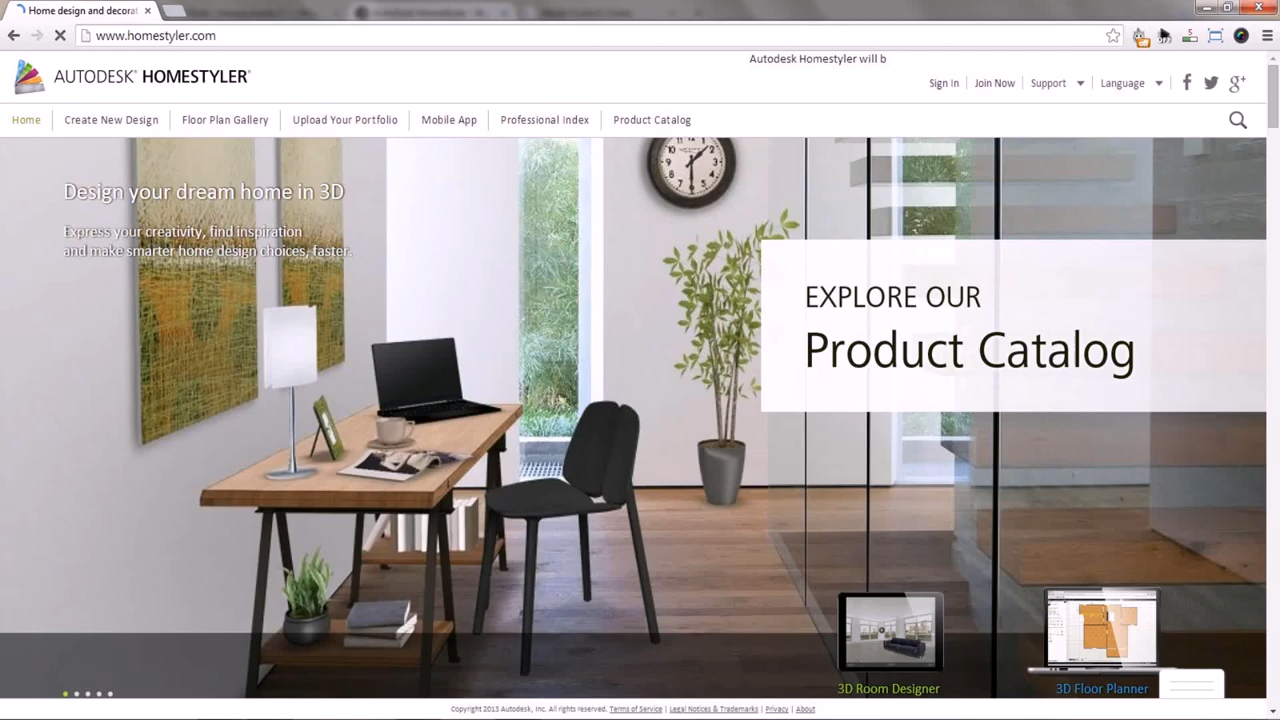 Home design and decorat
www.homestyler.com
Autodesk Homestyler will b
AUTODESK® HOMESTYLER®
Sign In | Join Now | Support | Language
Home | Create New Design | Floor Plan Gallery | Upload Your Portfolio | Mobile App | Professional Index | Product Catalog
Design your dream home in 3D
Express your creativity, find inspiration
and make smarter home design choices, faster.
EXPLORE OUR
Product Catalog
3D Room Designer
3D Floor Planner
Copyright 2013 Autodesk, Inc. All rights reserved. Terms of Service | Legal Notices & Trademarks | Privacy | About